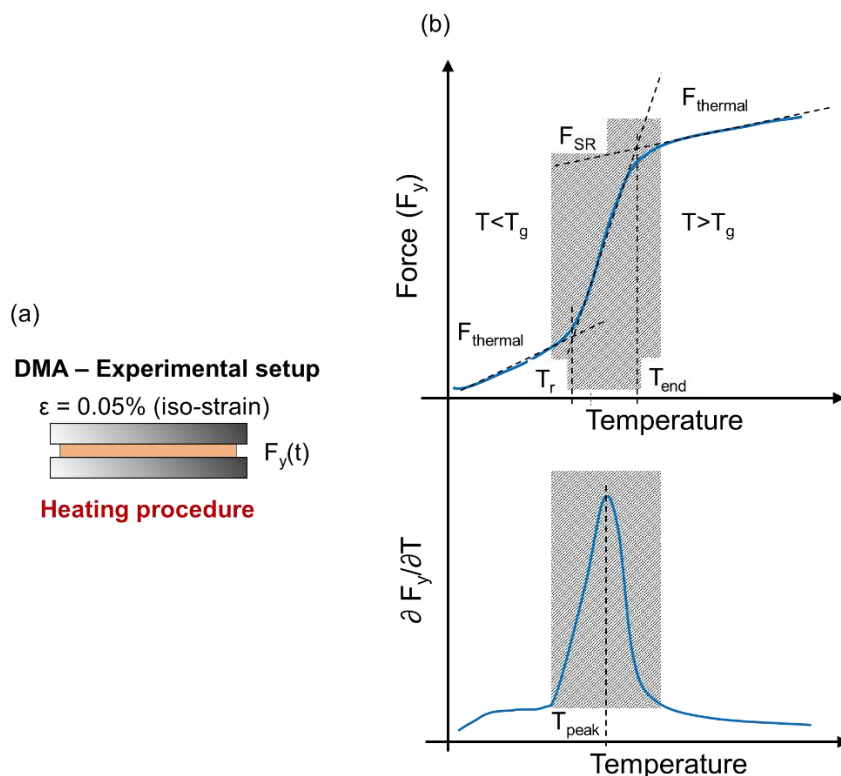 (a)
DMA – Experimental setup
ε = 0.05% (iso-strain)
F_y(t)
Heating procedure
(b)
Force (F_y)
F_thermal
F_SR
T<T_g
T>T_g
F_thermal
T_r
T_end
Temperature
∂ F_y/∂T
T_peak
Temperature